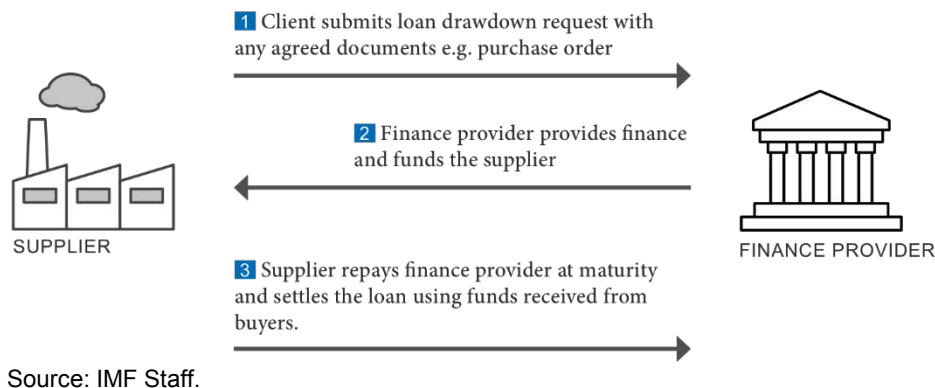 1 Client submits loan drawdown request with
any agreed documents e.g. purchase order
2 Finance provider provides finance
and funds the supplier
SUPPLIER
FINANCE PROVIDER
3 Supplier repays finance provider at maturity
and settles the loan using funds received from
buyers.
Source: IMF Staff.